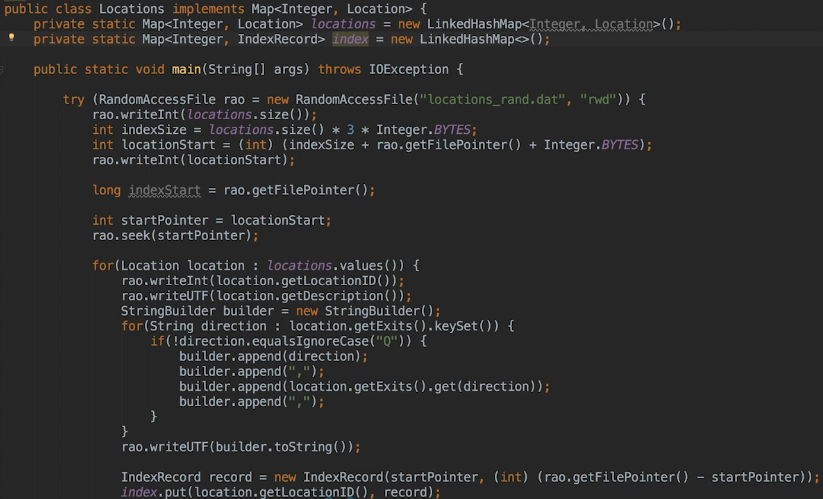 public class Locations implements Map<Integer, Location> {
    private static Map<Integer, Location> locations = new LinkedHashMap<Integer, Location>();
    private static Map<Integer, IndexRecord> index = new LinkedHashMap<>();
    public static void main(String[] args) throws IOException {
        try (RandomAccessFile rao = new RandomAccessFile("locations_rand.dat", "rwd")) {
            rao.writeInt(locations.size());
            int indexSize = locations.size() * 3 * Integer.BYTES;
            int locationStart = (int) (indexSize + rao.getFilePointer() + Integer.BYTES);
            rao.writeInt(locationStart);
            long indexStart = rao.getFilePointer();
            int startPointer = locationStart;
            rao.seek(startPointer);
            for(Location location : locations.values()) {
                rao.writeInt(location.getLocationID());
                rao.writeUTF(location.getDescription());
                StringBuilder builder = new StringBuilder();
                for(String direction : location.getExits().keySet()) {
                    if(!direction.equalsIgnoreCase("Q")) {
                        builder.append(direction);
                        builder.append(",");
                        builder.append(location.getExits().get(direction));
                        builder.append(",");
                    }
                }
                rao.writeUTF(builder.toString());
                IndexRecord record = new IndexRecord(startPointer, (int) (rao.getFilePointer() - startPointer));
                index.put(location.getLocationID(), record);